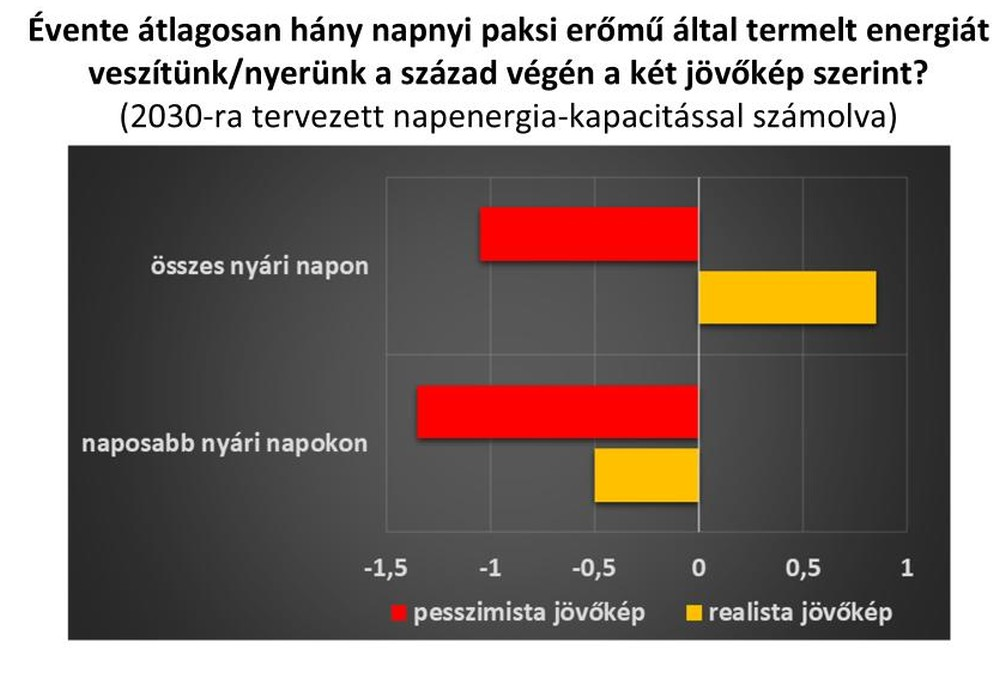 Évente átlagosan hány napnyi paksi erőmű által termelt energiát
veszítünk/nyerünk a század végén a két jövőkép szerint?
(2030-ra tervezett napenergia-kapacitással számolva)
összes nyári napon
naposabb nyári napokon
-1,5 -1 -0,5 0 0,5 1
pesszimista jövőkép realista jövőkép